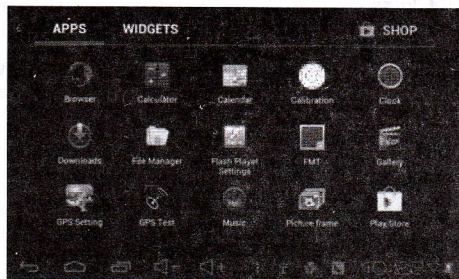 APPS WIDGETS SHOP
Browser Calculator Calendar Calibration Clock
Downloads File Manager Flash Player Settings FMT Gallery
GPS Setting GPS Test Music Picture frame Play Store